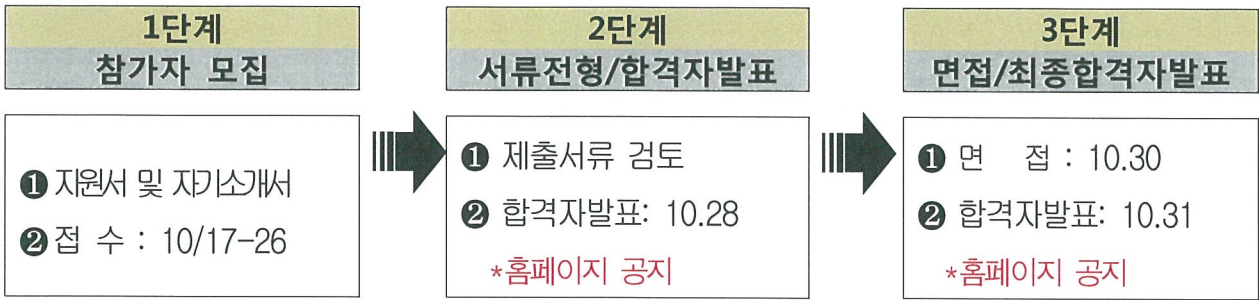 1단계
참가자 모집
❶ 지원서 및 자기소개서
❷ 접 수 : 10/17-26
2단계
서류전형/합격자발표
❶ 제출서류 검토
❷ 합격자발표: 10.28
*홈페이지 공지
3단계
면접/최종합격자발표
❶ 면 접 : 10.30
❷ 합격자발표: 10.31
*홈페이지 공지